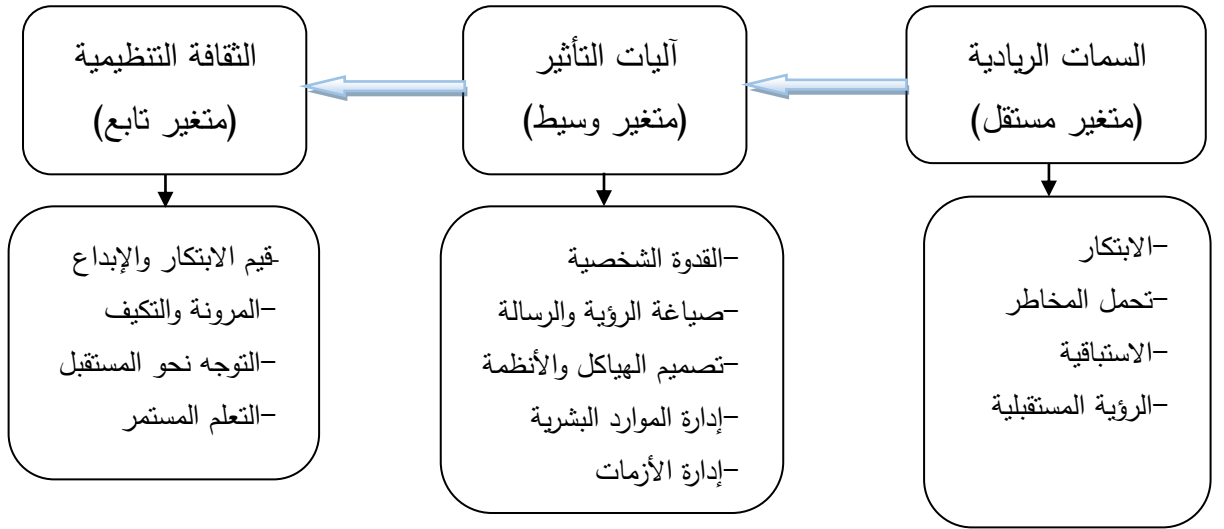 السمات الريادية
(متغير مستقل)
آليات التأثير
(متغير وسيط)
الثقافة التنظيمية
(متغير تابع)
-الابتكار
-تحمل المخاطر
-الاستباقية
-الرؤية المستقبلية
-القدوة الشخصية
-صياغة الرؤية والرسالة
-تصميم الهياكل والأنظمة
-إدارة الموارد البشرية
-إدارة الأزمات
-قيم الابتكار والإبداع
-المرونة والتكيف
-التوجه نحو المستقبل
-التعلم المستمر